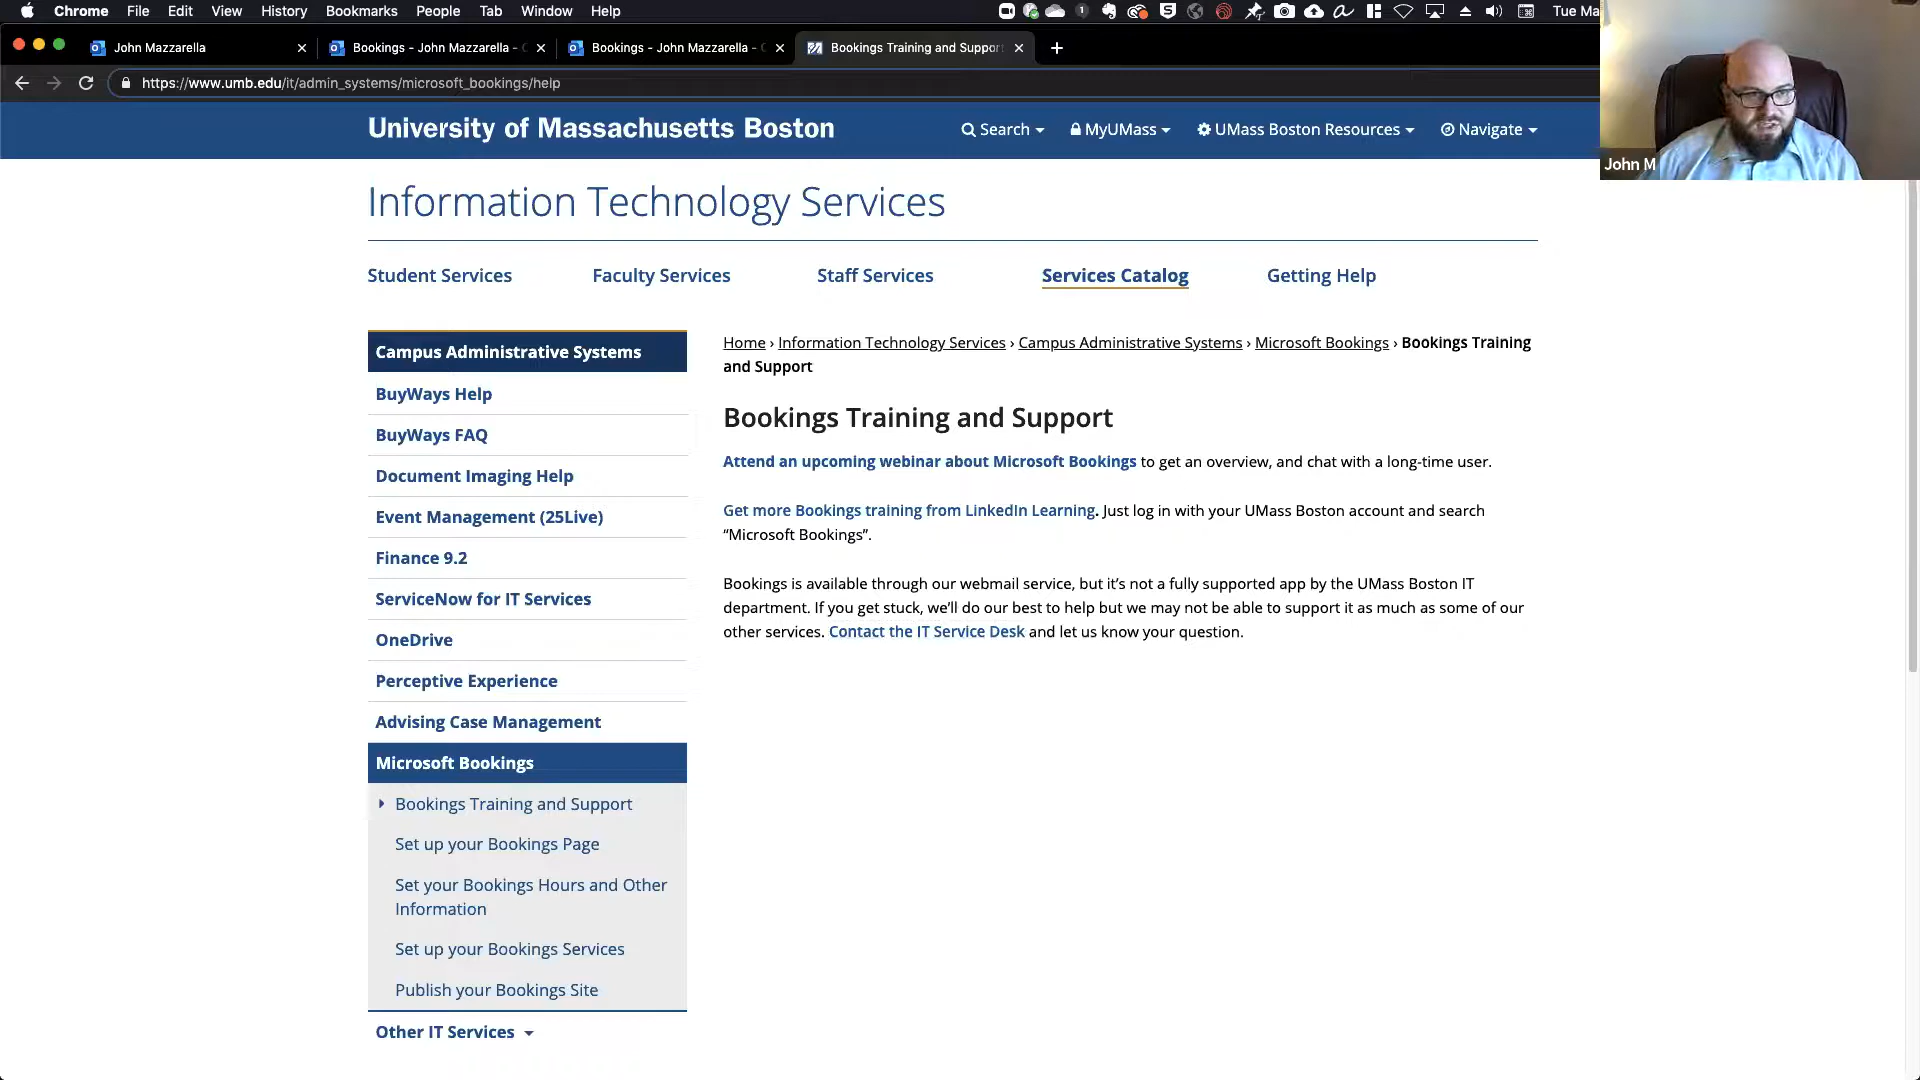 Chrome File Edit View History Bookmarks People Tab Window Help Tue Ma
John Mazzarella
Bookings - John Mazzarella -
Bookings - John Mazzarella -
Bookings Training and Suppor
https://www.umb.edu/it/admin_systems/microsoft_bookings/help
University of Massachusetts Boston
Search
MyUMass
UMass Boston Resources
Navigate
John M
Information Technology Services
Student Services
Faculty Services
Staff Services
Services Catalog
Getting Help
Campus Administrative Systems
BuyWays Help
BuyWays FAQ
Document Imaging Help
Event Management (25Live)
Finance 9.2
ServiceNow for IT Services
OneDrive
Perceptive Experience
Advising Case Management
Microsoft Bookings
Bookings Training and Support
Set up your Bookings Page
Set your Bookings Hours and Other
Information
Set up your Bookings Services
Publish your Bookings Site
Other IT Services
Home › Information Technology Services › Campus Administrative Systems › Microsoft Bookings › Bookings Training
and Support
Bookings Training and Support
Attend an upcoming webinar about Microsoft Bookings to get an overview, and chat with a long-time user.
Get more Bookings training from LinkedIn Learning. Just log in with your UMass Boston account and search
“Microsoft Bookings”.
Bookings is available through our webmail service, but it’s not a fully supported app by the UMass Boston IT
department. If you get stuck, we’ll do our best to help but we may not be able to support it as much as some of our
other services. Contact the IT Service Desk and let us know your question.